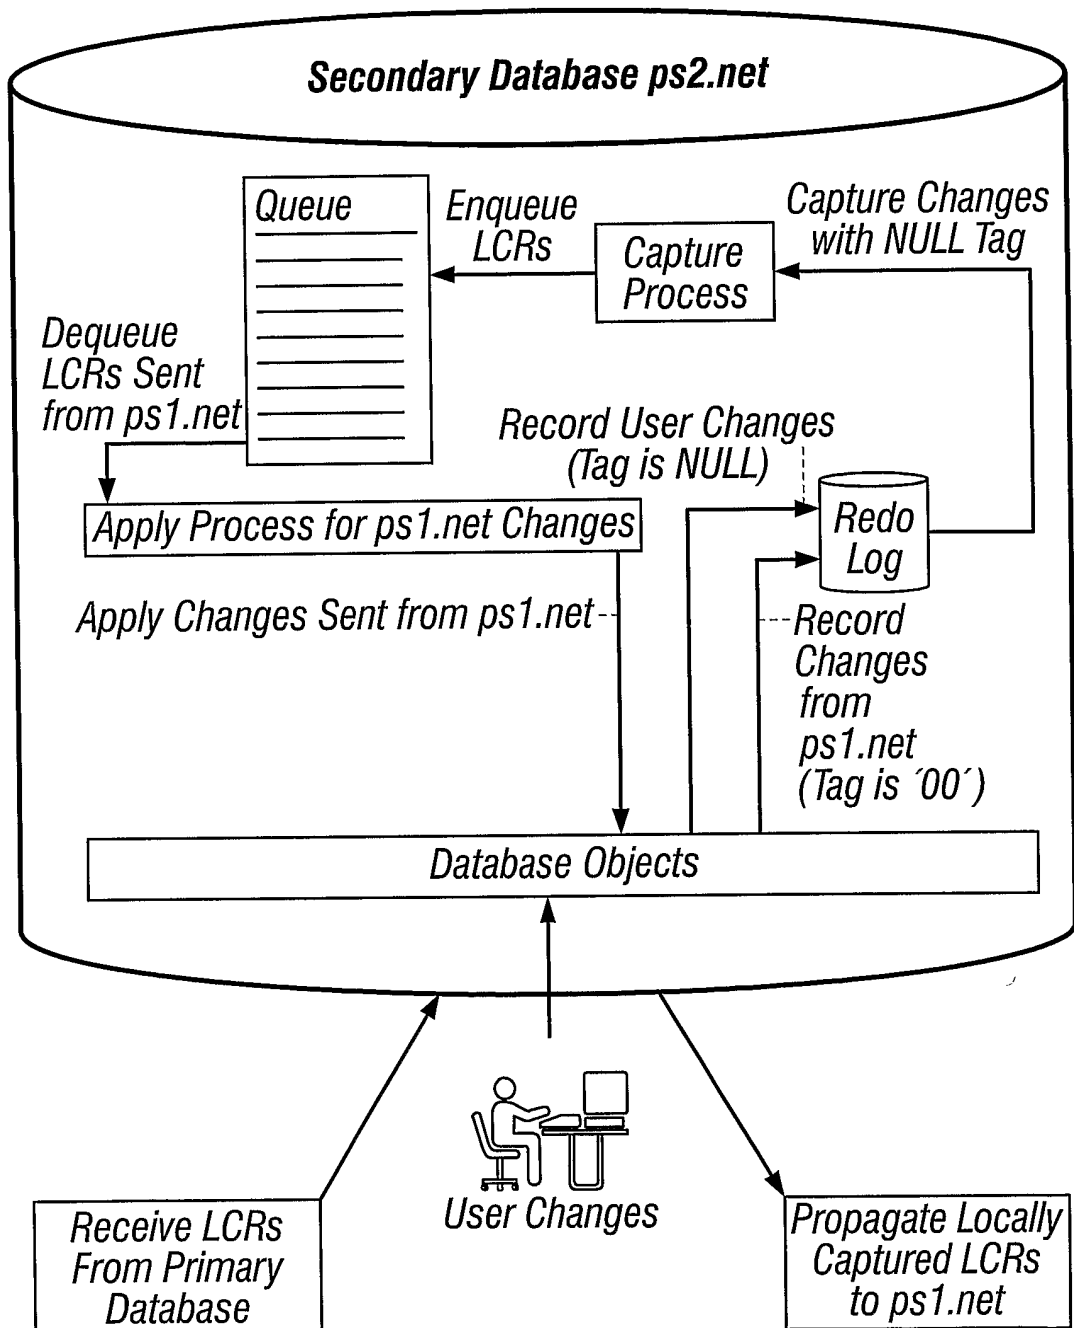 Secondary Database ps2.net
Queue
Enqueue
LCRs
Capture
Process
Capture Changes
with NULL Tag
Dequeue
LCRs Sent
from ps1.net
Record User Changes
(Tag is NULL)
Redo
Log
Apply Process for ps1.net Changes
Apply Changes Sent from ps1.net
Record
Changes
from
ps1.net
(Tag is ´00´)
Database Objects
User Changes
Receive LCRs
From Primary
Database
Propagate Locally
Captured LCRs
to ps1.net